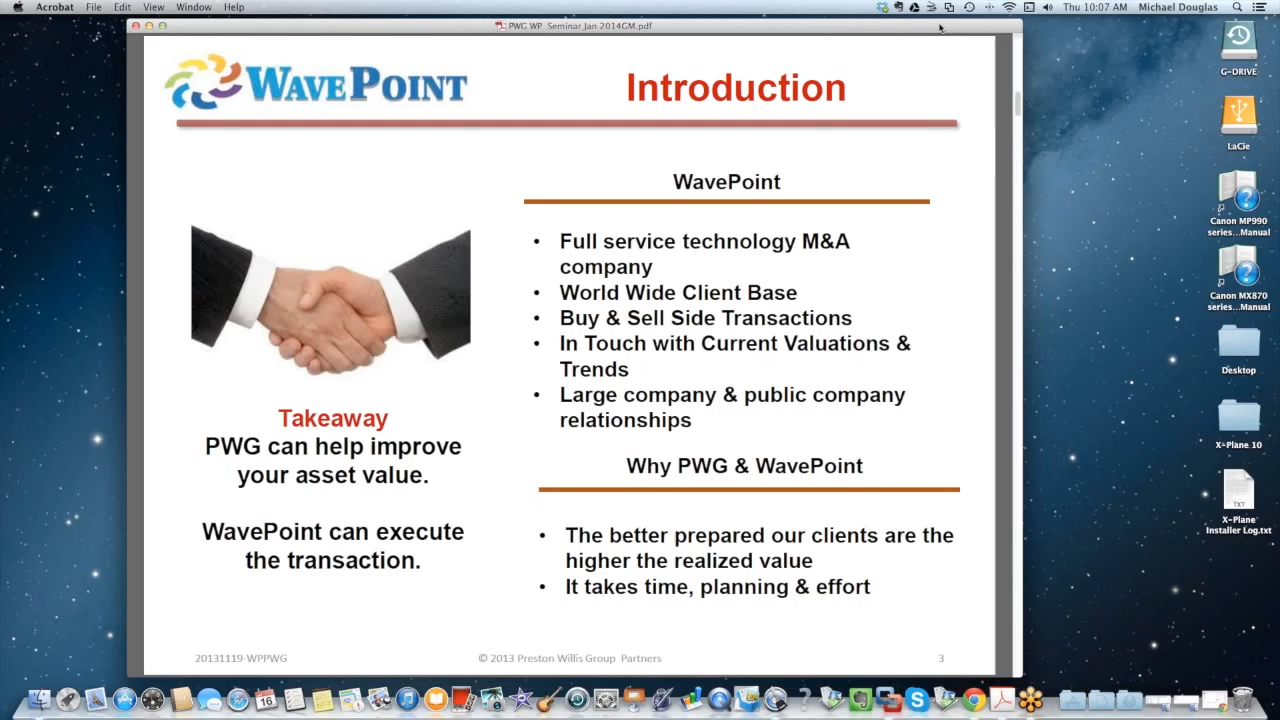 Acrobat File Edit View Window Help
Thu 10:07 AM Michael Douglas
PWG WP Seminar Jan 2014GM.pdf
WAVEPOINT
Introduction
WavePoint
• Full service technology M&A
company
• World Wide Client Base
• Buy & Sell Side Transactions
• In Touch with Current Valuations &
Trends
• Large company & public company
relationships
Takeaway
PWG can help improve
your asset value.
WavePoint can execute
the transaction.
Why PWG & WavePoint
• The better prepared our clients are the
higher the realized value
• It takes time, planning & effort
20131119-WPPWG
© 2013 Preston Willis Group Partners
3
G-DRIVE
LaCie
Canon MP990
series...Manual
Canon MX870
series...Manual
Desktop
X-Plane 10
TXT
X-Plane
Installer Log.txt
16